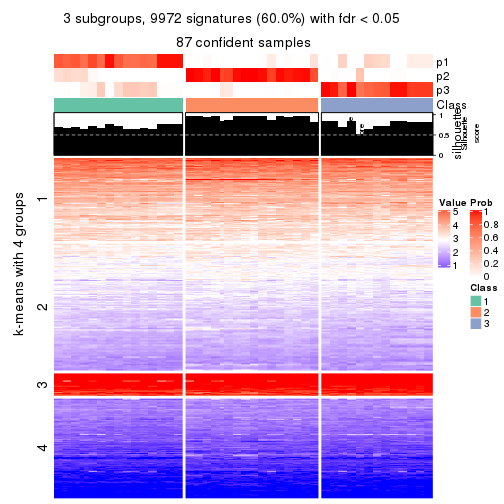 3 subgroups, 9972 signatures (60.0%) with fdr < 0.05
87 confident samples
p1
p2
p3
Class
1
0.5
0
silhouette
Silhouette
score
k-means with 4 groups
1
2
3
4
Value
5
4
3
2
1
Prob
1
0.8
0.6
0.4
0.2
0
Class
1
2
3